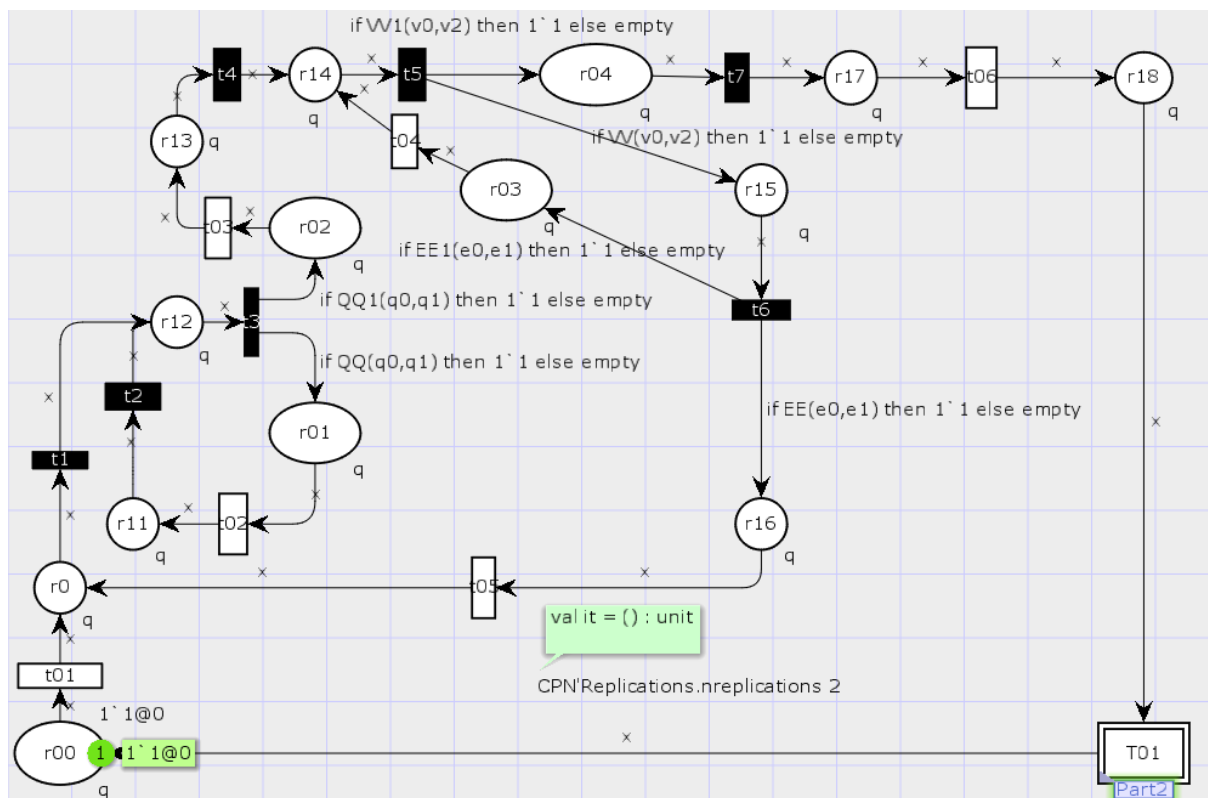 if VV1(v0,v2) then 1`1 else empty
x x x x x x
t4 r14 t5 r04 t7 r17 t06 r18
x x
q q q q
r13 q t04 if VV(v0,v2) then 1`1 else empty
x
r03 r15
x x q q
t03 r02
x
q if EE1(e0,e1) then 1`1 else empty
if QQ1(q0,q1) then 1`1 else empty
x t6
r12 t3
q
x if QQ(q0,q1) then 1`1 else empty
x t2
if EE(e0,e1) then 1`1 else empty
x r01
x q
t1
x x x
r11 t02 r16
q q
x x
r0 t05
q
val it = () : unit
x
t01 CPN'Replications.nreplications 2
x
1`1@0
x
r00 1 1`1@0 T01
q Part2